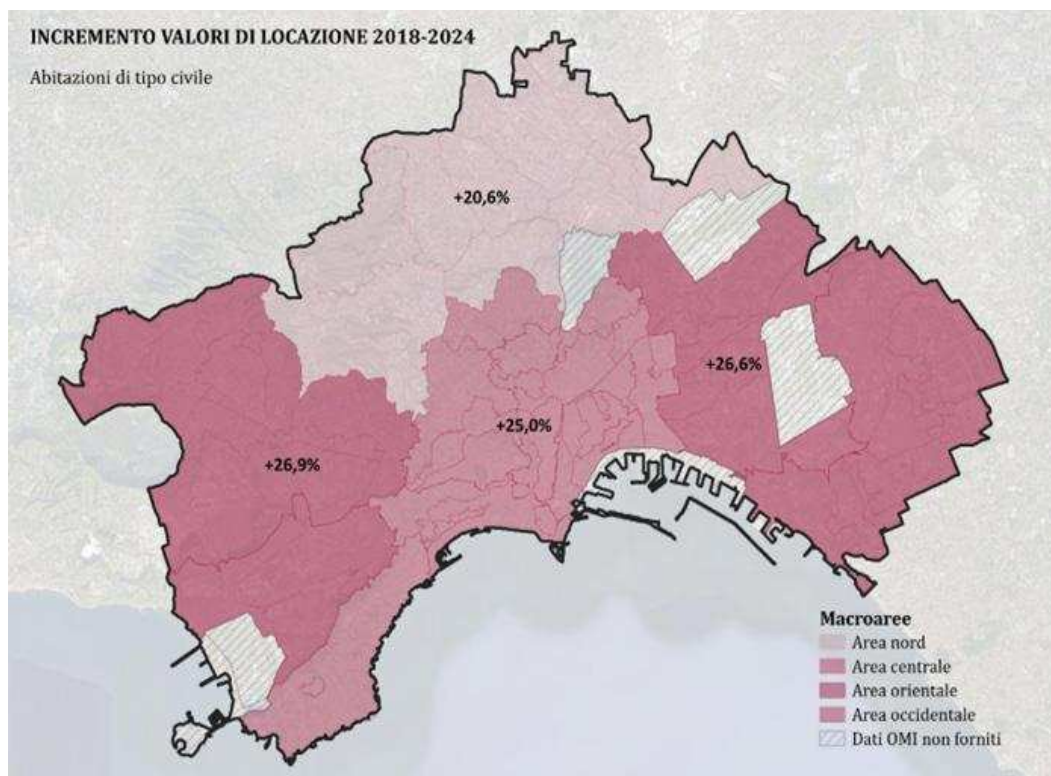 INCREMENTO VALORI DI LOCAZIONE 2018-2024
Abitazioni di tipo civile
+20,6%
+26,6%
+25,0%
+26,9%
Macroaree
Area nord
Area centrale
Area orientale
Area occidentale
Dati OMI non forniti